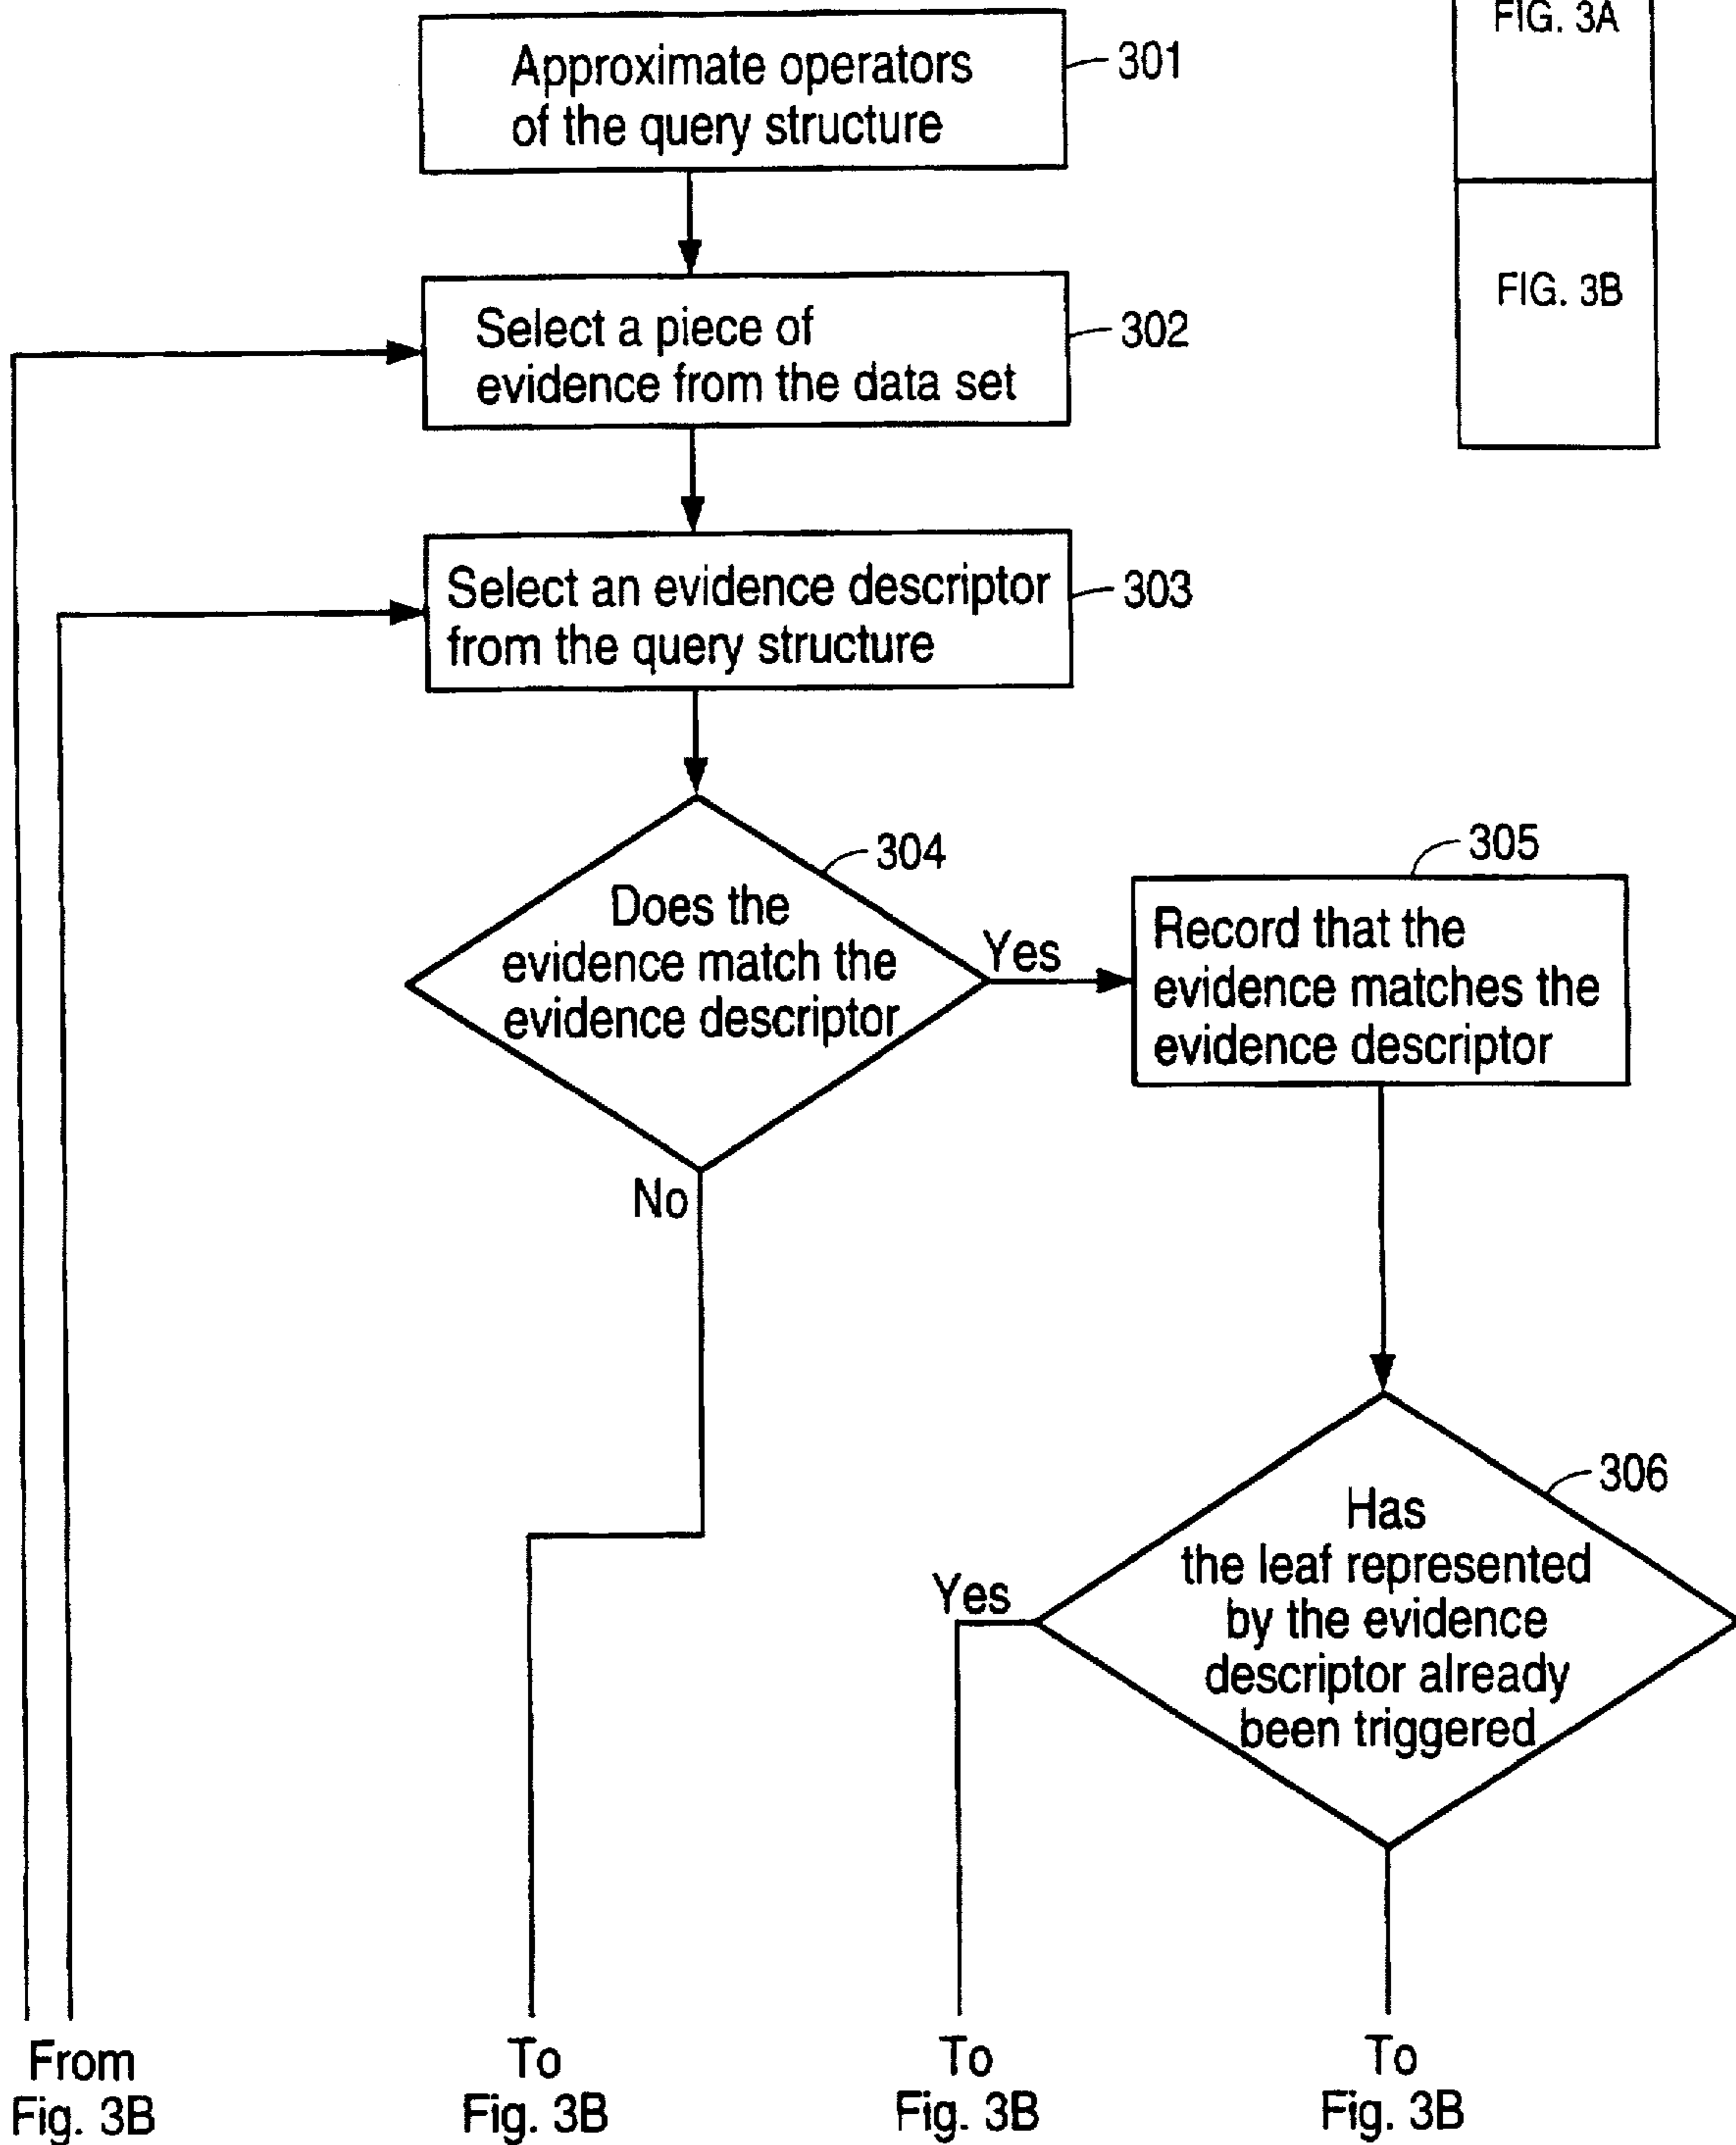 FIG. 3A
Approximate operators
of the query structure
301
FIG. 3B
Select a piece of
evidence from the data set
302
Select an evidence descriptor
from the query structure
303
304
Does the
evidence match the
evidence descriptor
Yes
No
305
Record that the
evidence matches the
evidence descriptor
306
Has
the leaf represented
by the evidence
descriptor already
been triggered
Yes
From
Fig. 3B
To
Fig. 3B
To
Fig. 3B
To
Fig. 3B